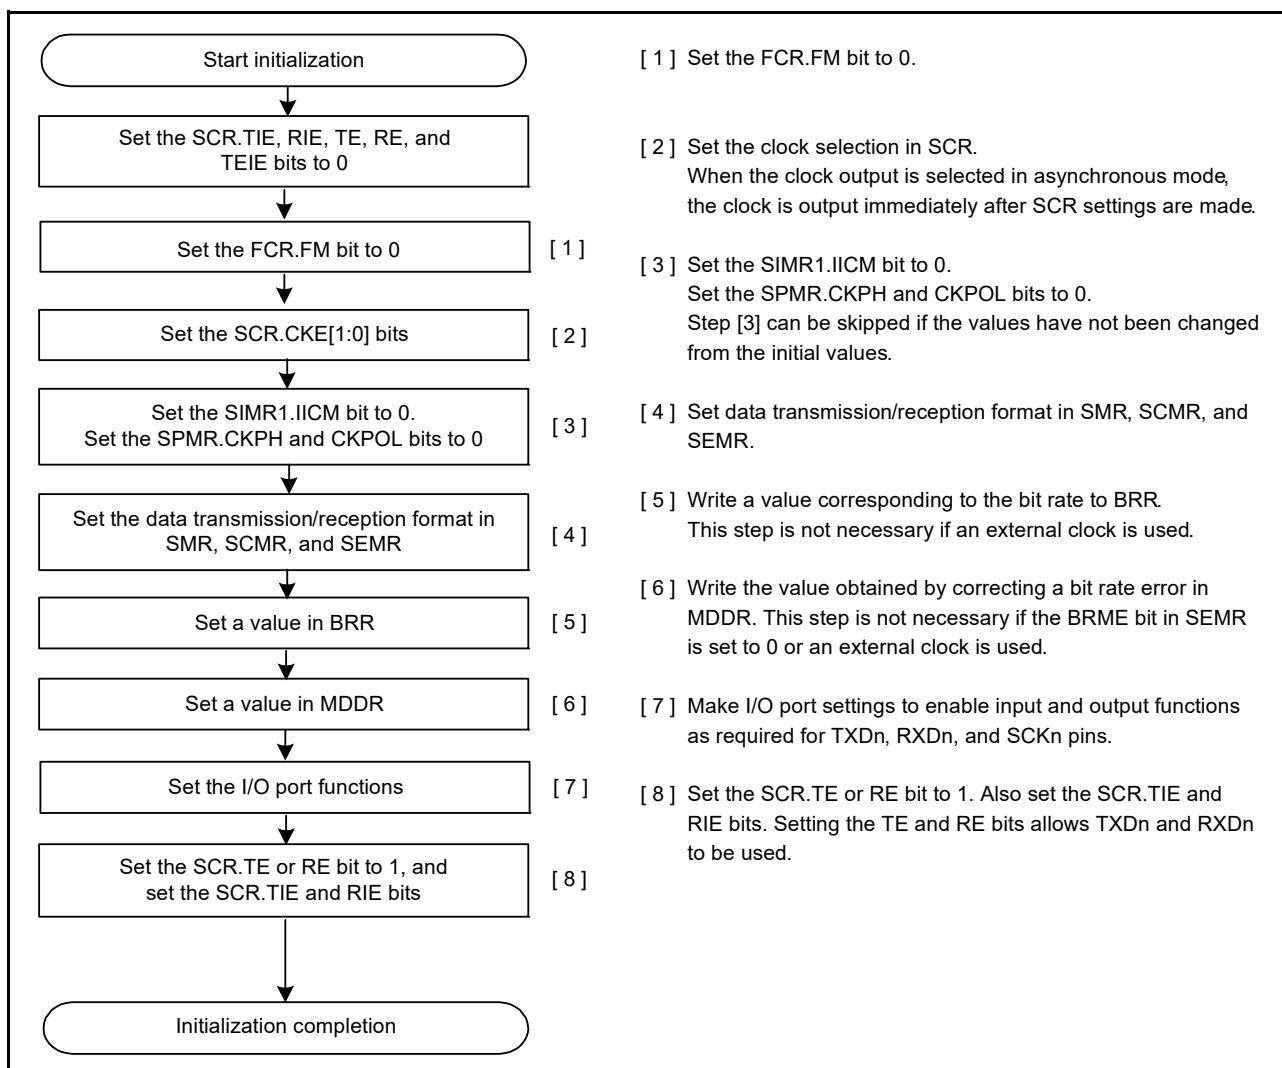 Start initialization
Set the SCR.TIE, RIE, TE, RE, and
TEIE bits to 0
Set the FCR.FM bit to 0
[ 1 ]
Set the SCR.CKE[1:0] bits
[ 2 ]
Set the SIMR1.IICM bit to 0.
Set the SPMR.CKPH and CKPOL bits to 0
[ 3 ]
Set the data transmission/reception format in
SMR, SCMR, and SEMR
[ 4 ]
Set a value in BRR
[ 5 ]
Set a value in MDDR
[ 6 ]
Set the I/O port functions
[ 7 ]
Set the SCR.TE or RE bit to 1, and
set the SCR.TIE and RIE bits
[ 8 ]
Initialization completion
[ 1 ] Set the FCR.FM bit to 0.
[ 2 ] Set the clock selection in SCR.
When the clock output is selected in asynchronous mode,
the clock is output immediately after SCR settings are made.
[ 3 ] Set the SIMR1.IICM bit to 0.
Set the SPMR.CKPH and CKPOL bits to 0.
Step [3] can be skipped if the values have not been changed
from the initial values.
[ 4 ] Set data transmission/reception format in SMR, SCMR, and
SEMR.
[ 5 ] Write a value corresponding to the bit rate to BRR.
This step is not necessary if an external clock is used.
[ 6 ] Write the value obtained by correcting a bit rate error in
MDDR. This step is not necessary if the BRME bit in SEMR
is set to 0 or an external clock is used.
[ 7 ] Make I/O port settings to enable input and output functions
as required for TXDn, RXDn, and SCKn pins.
[ 8 ] Set the SCR.TE or RE bit to 1. Also set the SCR.TIE and
RIE bits. Setting the TE and RE bits allows TXDn and RXDn
to be used.